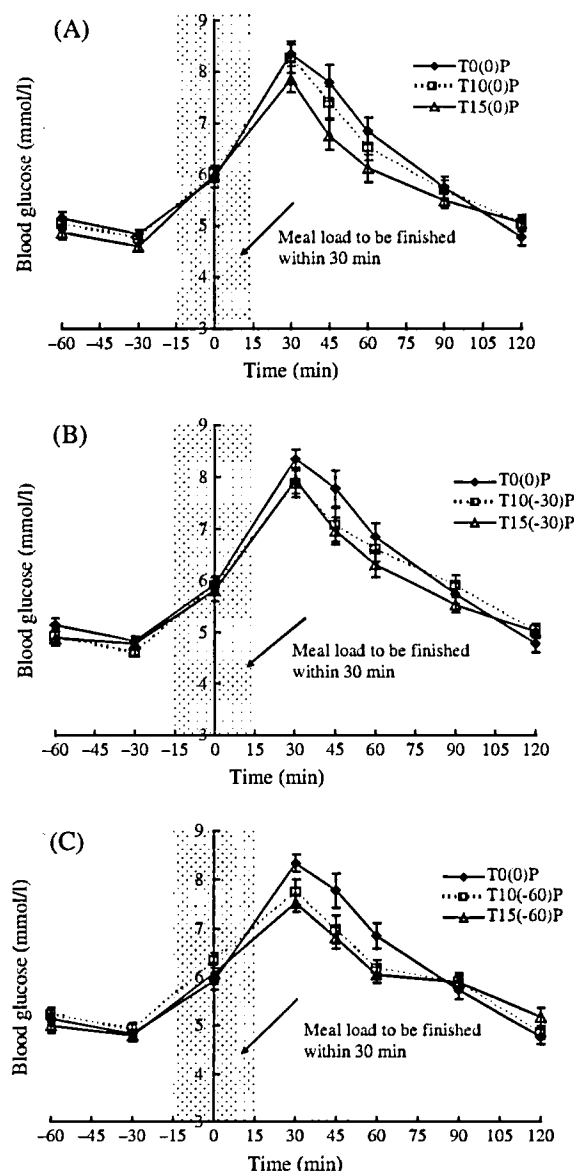 (A)
T0(0)P
T10(0)P
T15(0)P
Blood glucose (mmol/l)
9
8
7
6
5
4
3
Meal load to be finished
within 30 min
−60 −45 −30 −15 0 15 30 45 60 75 90 105 120
Time (min)
(B)
T0(0)P
T10(-30)P
T15(-30)P
Blood glucose (mmol/l)
9
8
7
6
5
4
3
Meal load to be finished
within 30 min
−60 −45 −30 −15 0 15 30 45 60 75 90 105 120
Time (min)
(C)
T0(0)P
T10(-60)P
T15(-60)P
Blood glucose (mmol/l)
9
8
7
6
5
4
3
Meal load to be finished
within 30 min
−60 −45 −30 −15 0 15 30 45 60 75 90 105 120
Time (min)